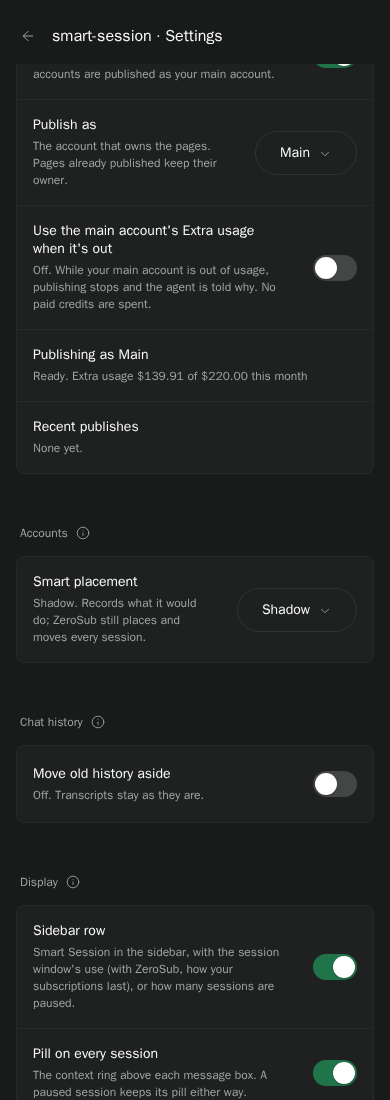 smart-session · Settings
accounts are published as your main account.
Publish as
The account that owns the pages.
Pages already published keep their
owner.
Main
Use the main account's Extra usage
when it's out
Off. While your main account is out of usage,
publishing stops and the agent is told why. No
paid credits are spent.
Publishing as Main
Ready. Extra usage $139.91 of $220.00 this month
Recent publishes
None yet.
Accounts
Smart placement
Shadow. Records what it would
do; ZeroSub still places and
moves every session.
Shadow
Chat history
Move old history aside
Off. Transcripts stay as they are.
Display
Sidebar row
Smart Session in the sidebar, with the session
window's use (with ZeroSub, how your
subscriptions last), or how many sessions are
paused.
Pill on every session
The context ring above each message box. A
paused session keeps its pill either way.